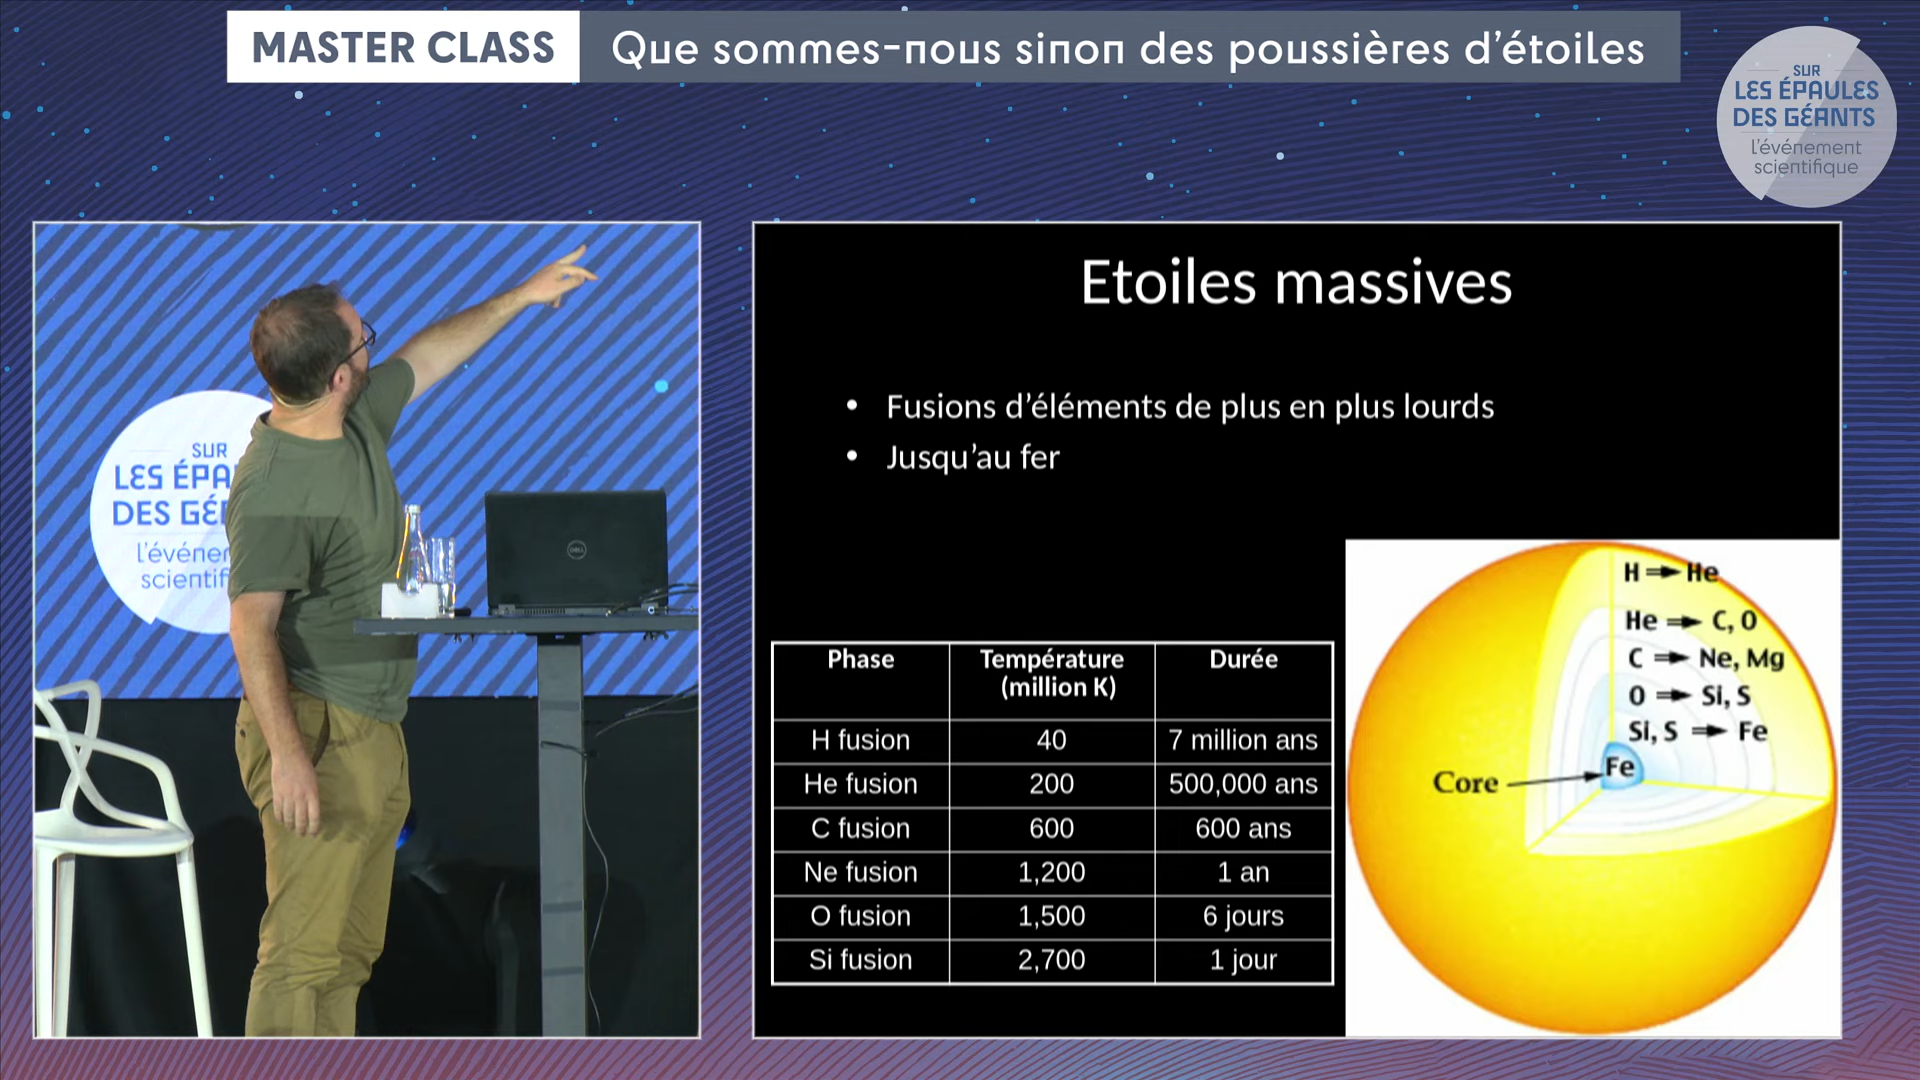 MASTER CLASS Que sommes-nous sinon des poussières d'étoiles
SUR
LES ÉPAULES
DES GÉANTS
l'événement
scientifique
SUR
LES ÉPA
DES GÉ
l'événe
scientif
DELL
Etoiles massives
• Fusions d'éléments de plus en plus lourds
• Jusqu'au fer
Phase Température (million K) Durée
H fusion 40 7 million ans
He fusion 200 500,000 ans
C fusion 600 600 ans
Ne fusion 1,200 1 an
O fusion 1,500 6 jours
Si fusion 2,700 1 jour
H → He
He → C, O
C → Ne, Mg
O → Si, S
Si, S → Fe
Fe
Core